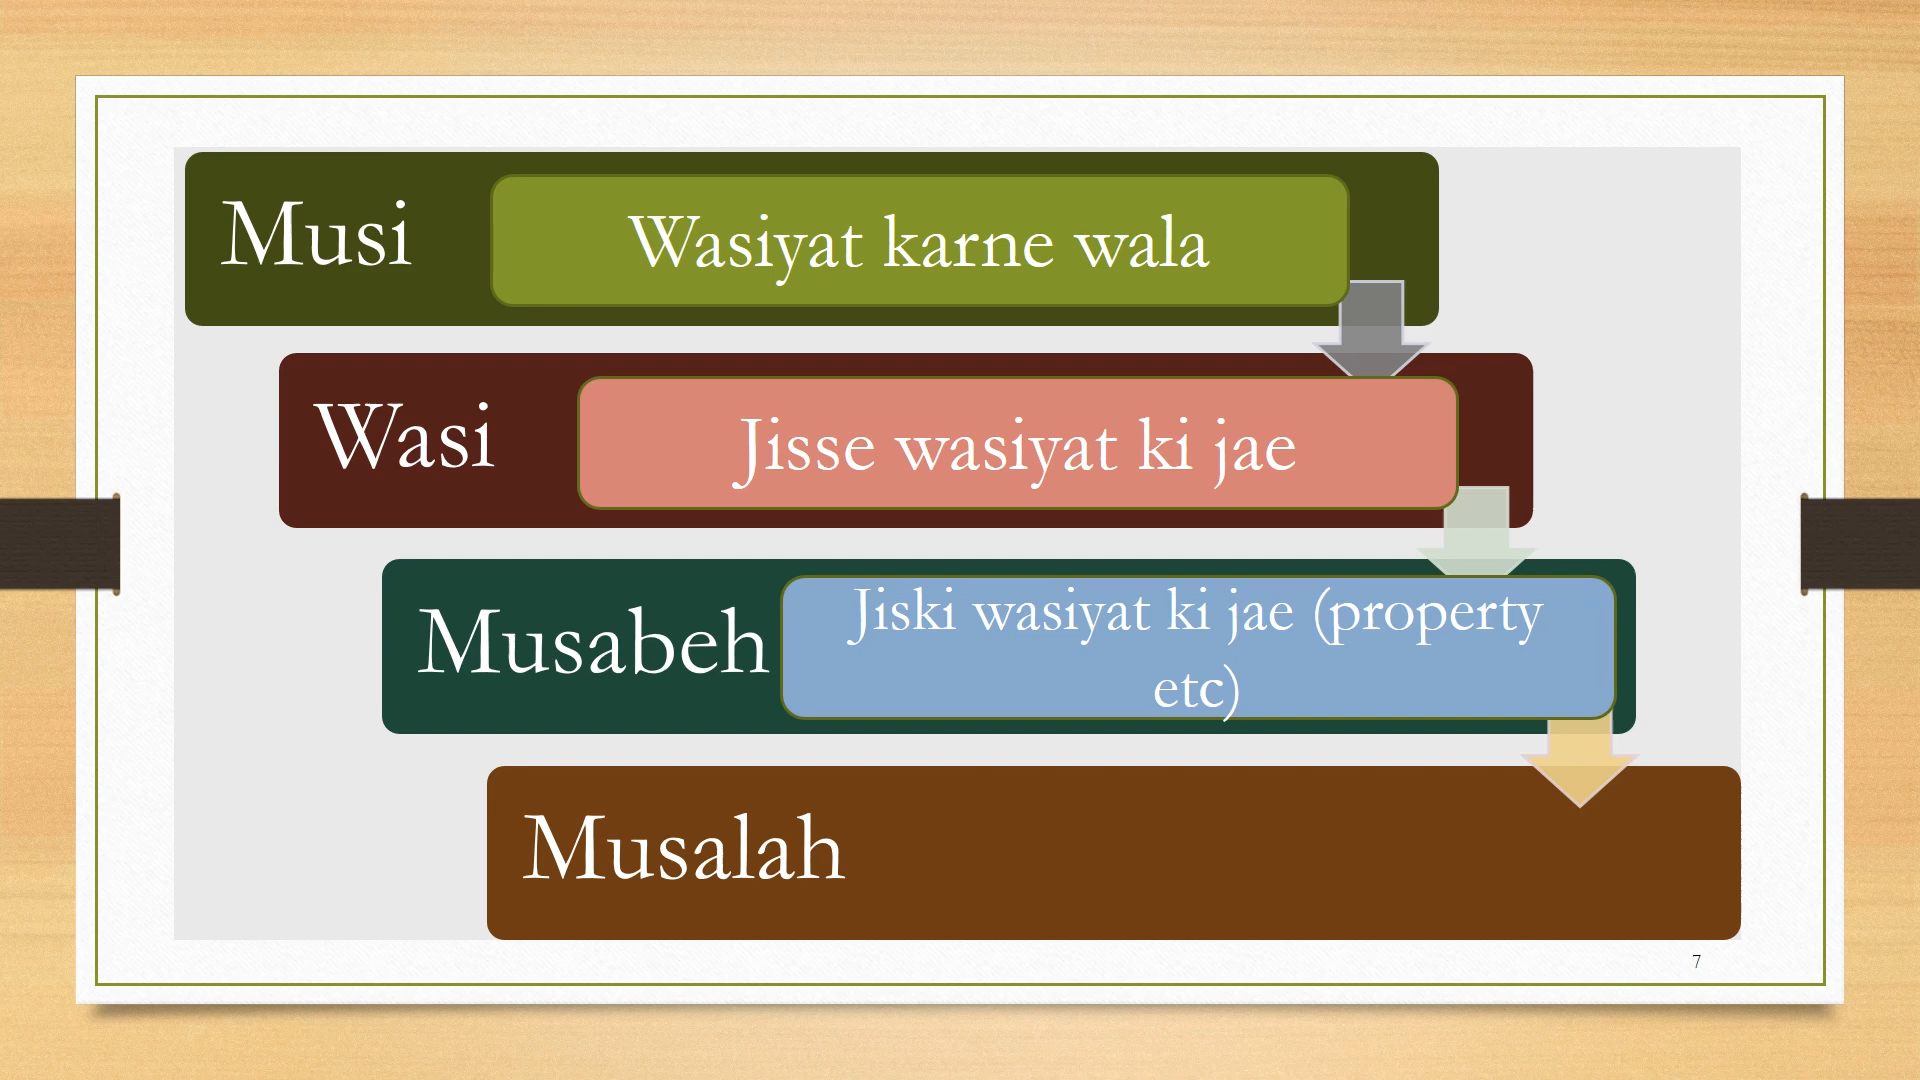 Musi
Wasiyat karne wala
Wasi
Jisse wasiyat ki jae
Musabeh
Jiski wasiyat ki jae (property
etc)
Musalah
7